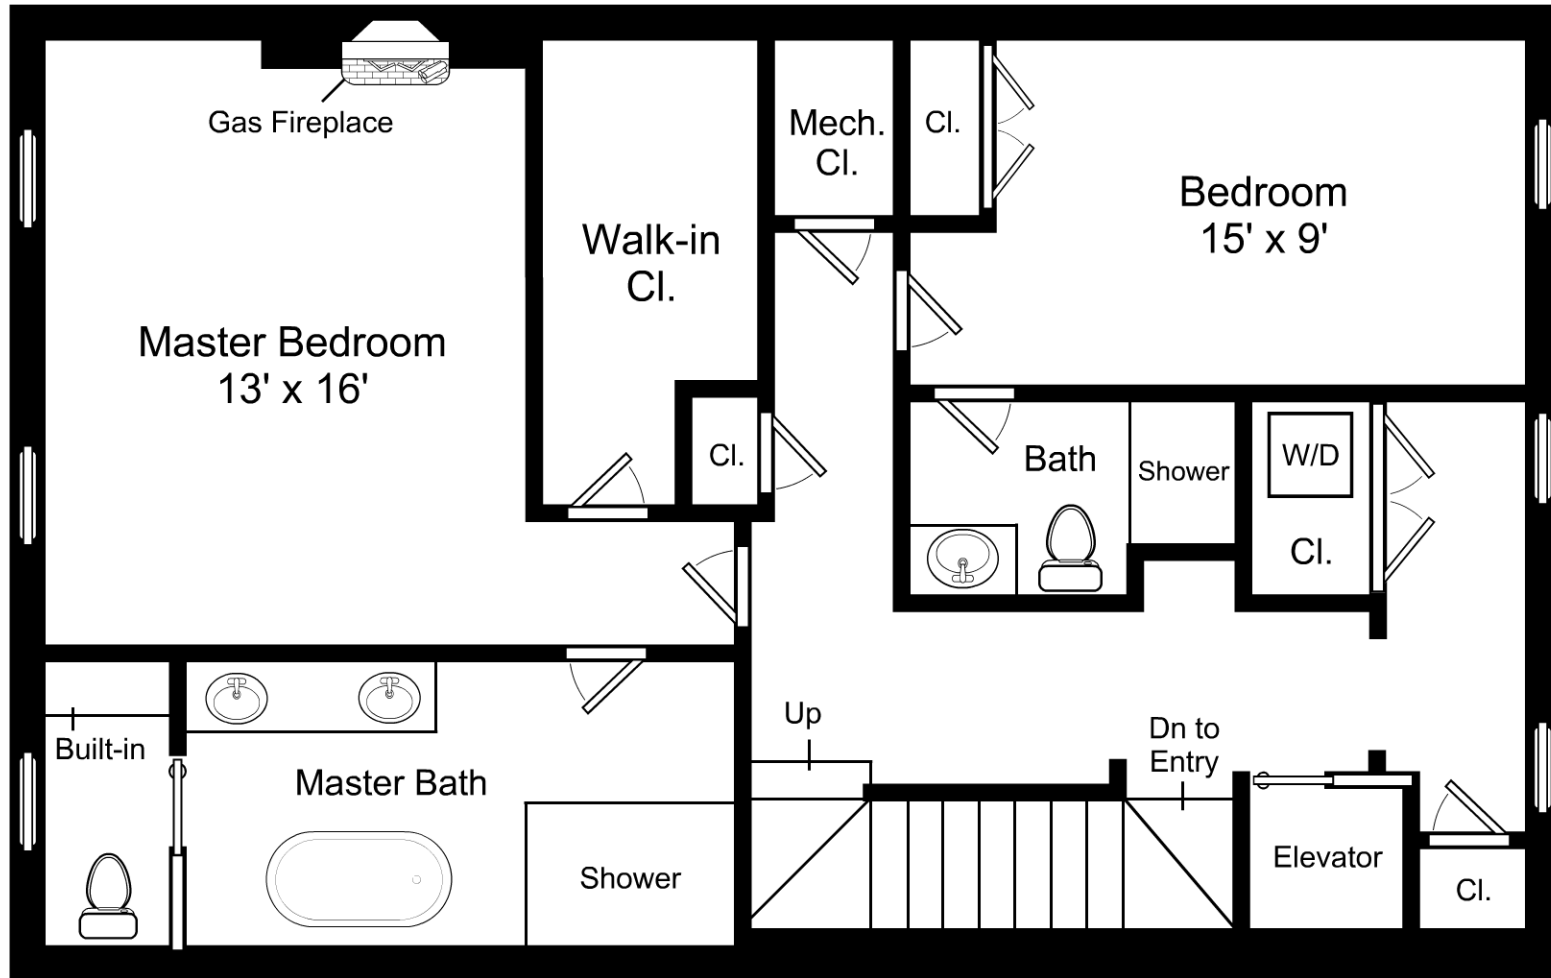 Gas Fireplace
Mech.
Cl.
Cl.
Bedroom
15' x 9'
Walk-in
Cl.
Master Bedroom
13' x 16'
Cl.
Bath
Shower
W/D
Cl.
Up
Dn to
Entry
Built-in
Master Bath
Shower
Elevator
Cl.